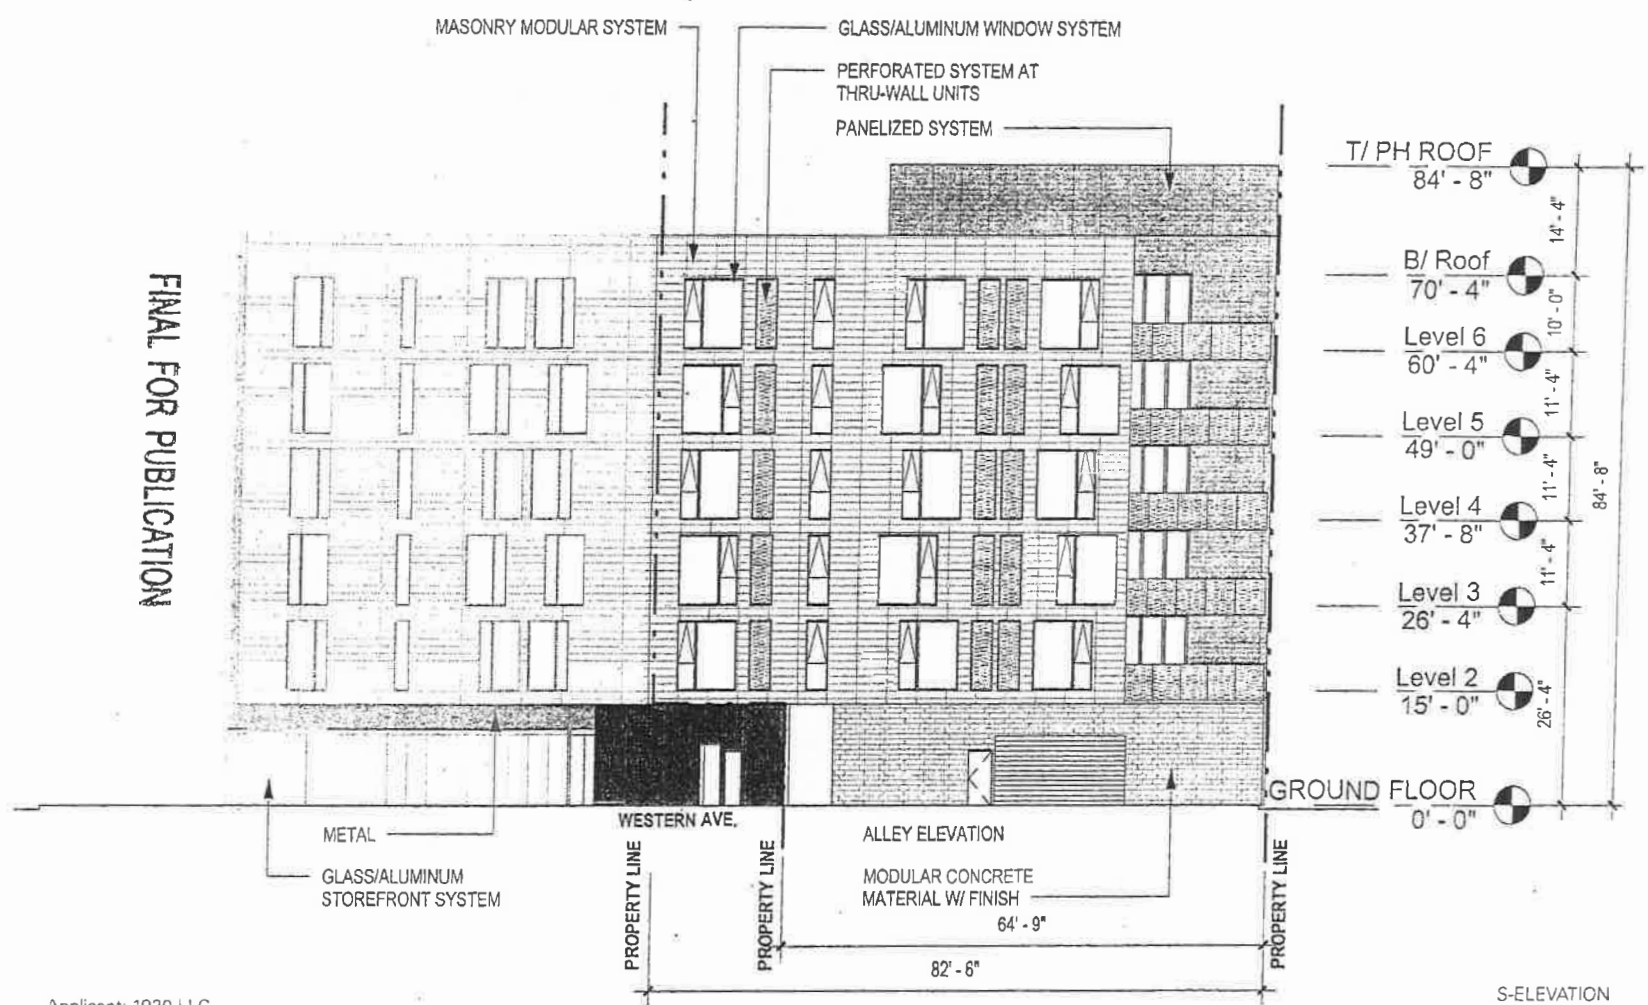 MASONRY MODULAR SYSTEM
GLASS/ALUMINUM WINDOW SYSTEM
PERFORATED SYSTEM AT
THRU-WALL UNITS
PANELIZED SYSTEM
T/ PH ROOF
84' - 8"
14' - 4"
B/ Roof
70' - 4"
10' - 0"
Level 6
60' - 4"
11' - 4"
Level 5
49' - 0"
11' - 4"
84' - 8"
Level 4
37' - 8"
11' - 4"
Level 3
26' - 4"
Level 2
15' - 0"
26' - 4"
GROUND FLOOR
0' - 0"
FINAL FOR PUBLICATION
WESTERN AVE.
METAL
GLASS/ALUMINUM
STOREFRONT SYSTEM
ALLEY ELEVATION
MODULAR CONCRETE
MATERIAL W/ FINISH
PROPERTY LINE
PROPERTY LINE
PROPERTY LINE
64' - 9"
82' - 6"
S-ELEVATION